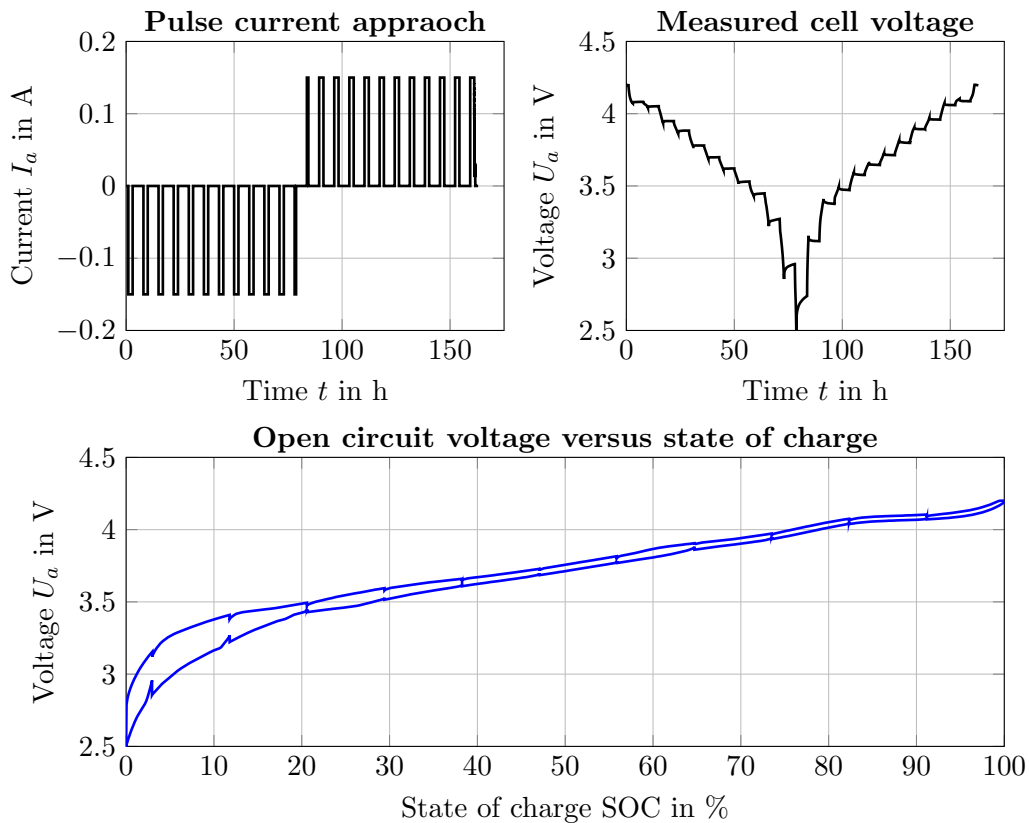 Pulse current appraoch
0.2
0.1
0
−0.1
−0.2
Current I_a in A
0 50 100 150
Time t in h
Measured cell voltage
4.5
4
3.5
3
2.5
Voltage U_a in V
0 50 100 150
Time t in h
Open circuit voltage versus state of charge
4.5
4
3.5
3
2.5
Voltage U_a in V
0 10 20 30 40 50 60 70 80 90 100
State of charge SOC in %